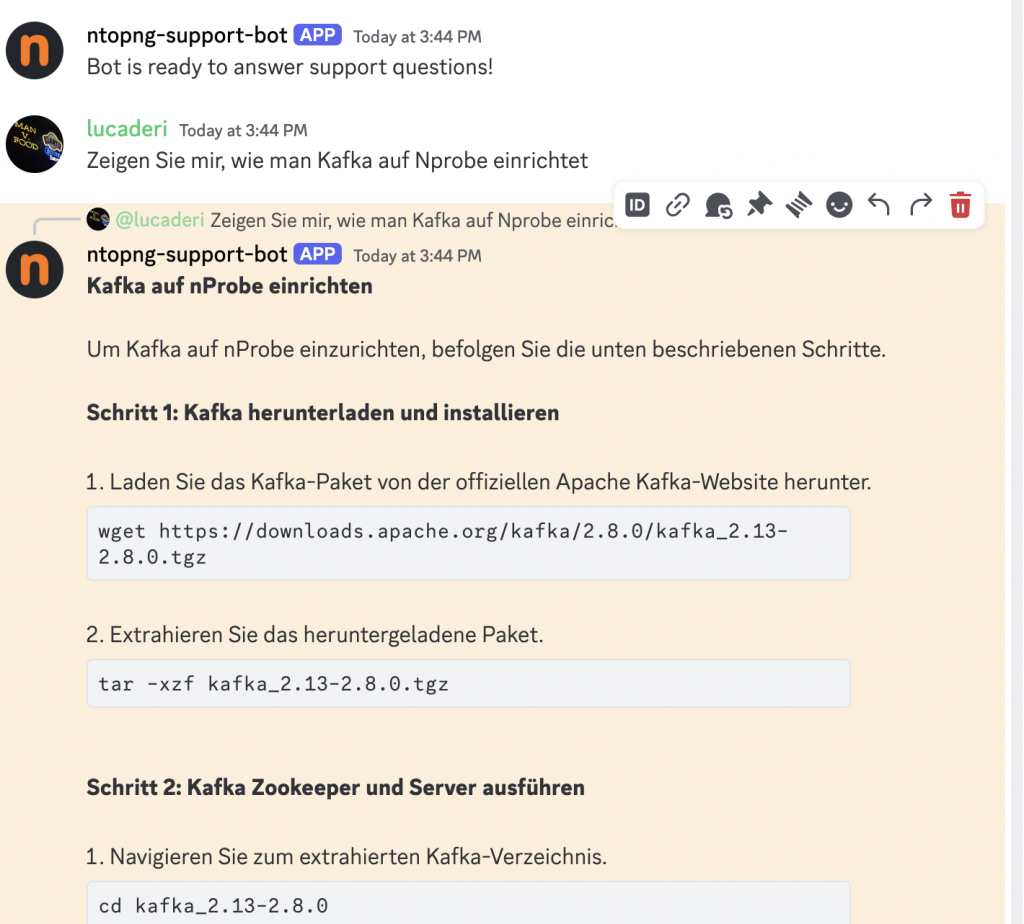 ntopng-support-bot APP Today at 3:44 PM
Bot is ready to answer support questions!
MAN
V.
FOOD
lucaderi Today at 3:44 PM
Zeigen Sie mir, wie man Kafka auf Nprobe einrichtet
ID
@lucaderi Zeigen Sie mir, wie man Kafka auf Nprobe einric...
ntopng-support-bot APP Today at 3:44 PM
Kafka auf nProbe einrichten
Um Kafka auf nProbe einzurichten, befolgen Sie die unten beschriebenen Schritte.
Schritt 1: Kafka herunterladen und installieren
1. Laden Sie das Kafka-Paket von der offiziellen Apache Kafka-Website herunter.
wget https://downloads.apache.org/kafka/2.8.0/kafka_2.13-
2.8.0.tgz
2. Extrahieren Sie das heruntergeladene Paket.
tar -xzf kafka_2.13-2.8.0.tgz
Schritt 2: Kafka Zookeeper und Server ausführen
1. Navigieren Sie zum extrahierten Kafka-Verzeichnis.
cd kafka_2.13-2.8.0